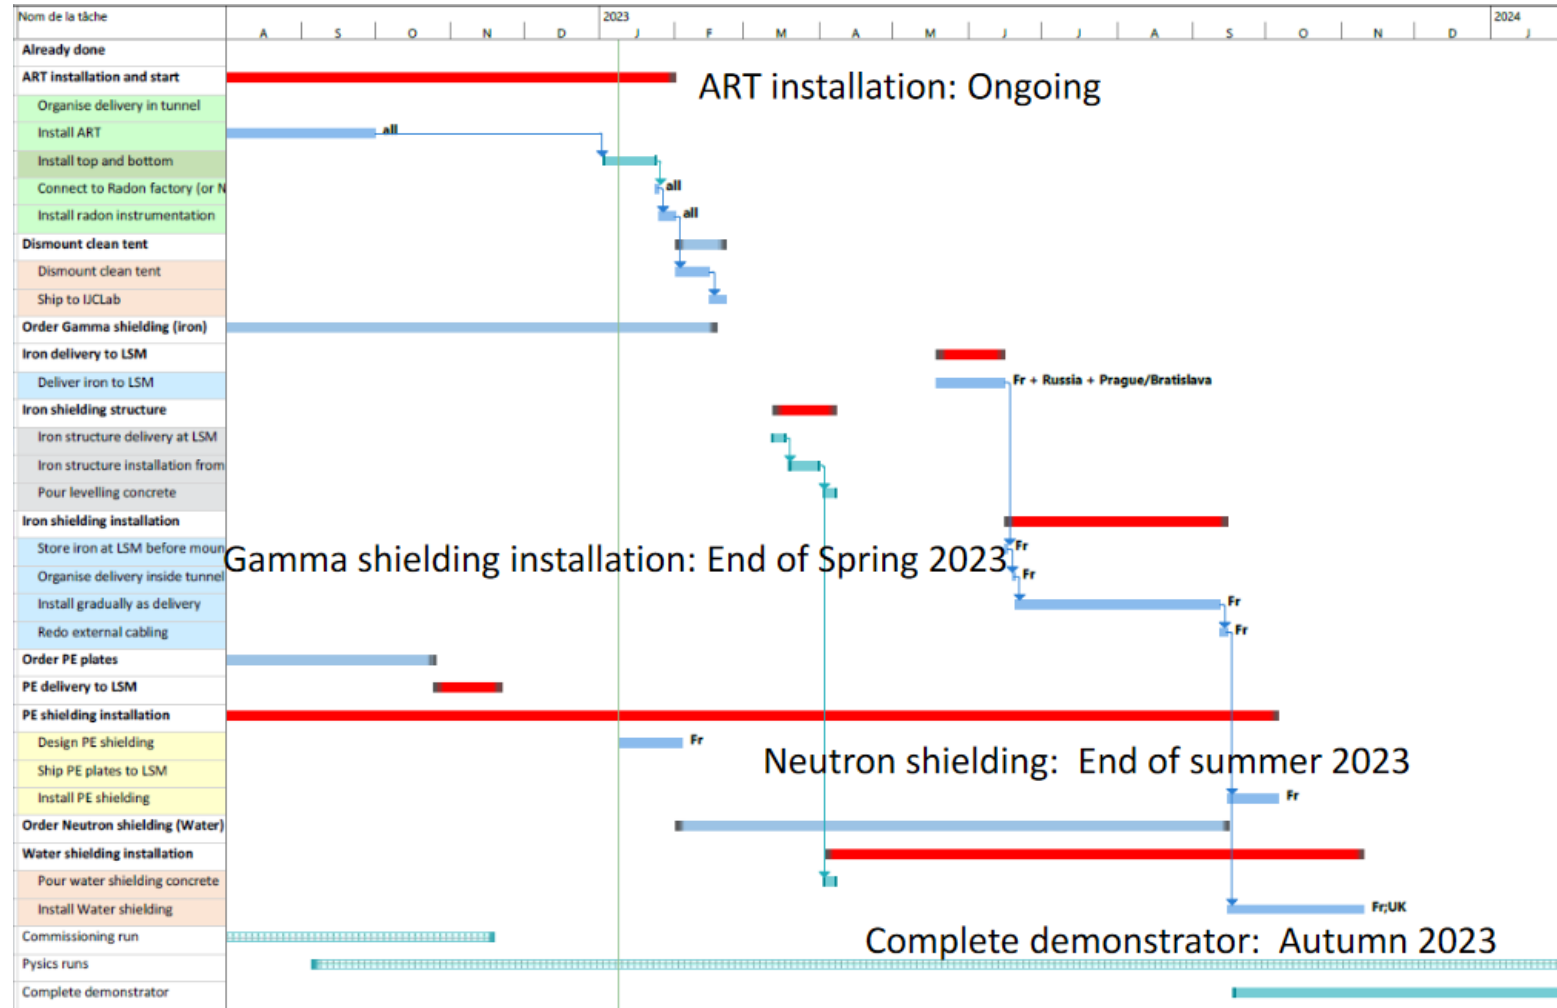 Nom de la tâche 2023 2024
A S O N D J F M A M J J A S O N D J
Already done
ART installation and start
ART installation: Ongoing
Organise delivery in tunnel
Install ART all
Install top and bottom
Connect to Radon factory (or N all
Install radon instrumentation all
Dismount clean tent
Dismount clean tent
Ship to IJCLab
Order Gamma shielding (iron)
Iron delivery to LSM
Deliver iron to LSM Fr + Russia + Prague/Bratislava
Iron shielding structure
Iron structure delivery at LSM
Iron structure installation from
Pour levelling concrete
Iron shielding installation
Store iron at LSM before moun Fr
Gamma shielding installation: End of Spring 2023
Organise delivery inside tunnel Fr
Install gradually as delivery Fr
Redo external cabling Fr
Order PE plates
PE delivery to LSM
PE shielding installation
Design PE shielding Fr
Neutron shielding: End of summer 2023
Ship PE plates to LSM
Install PE shielding Fr
Order Neutron shielding (Water)
Water shielding installation
Pour water shielding concrete
Install Water shielding Fr;UK
Commissioning run
Complete demonstrator: Autumn 2023
Pysics runs
Complete demonstrator